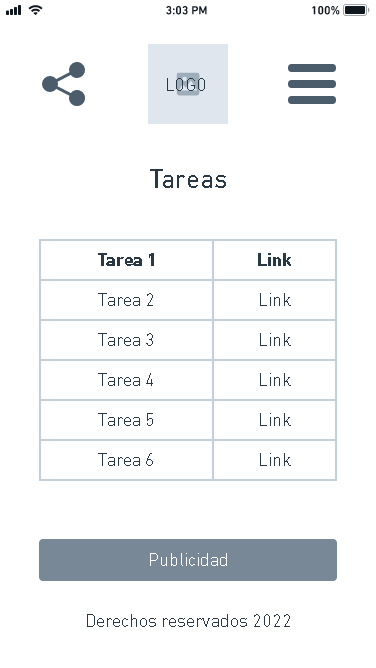 3:03 PM 100%
LOGO
Tareas
Tarea 1 Link
Tarea 2 Link
Tarea 3 Link
Tarea 4 Link
Tarea 5 Link
Tarea 6 Link
Publicidad
Derechos reservados 2022